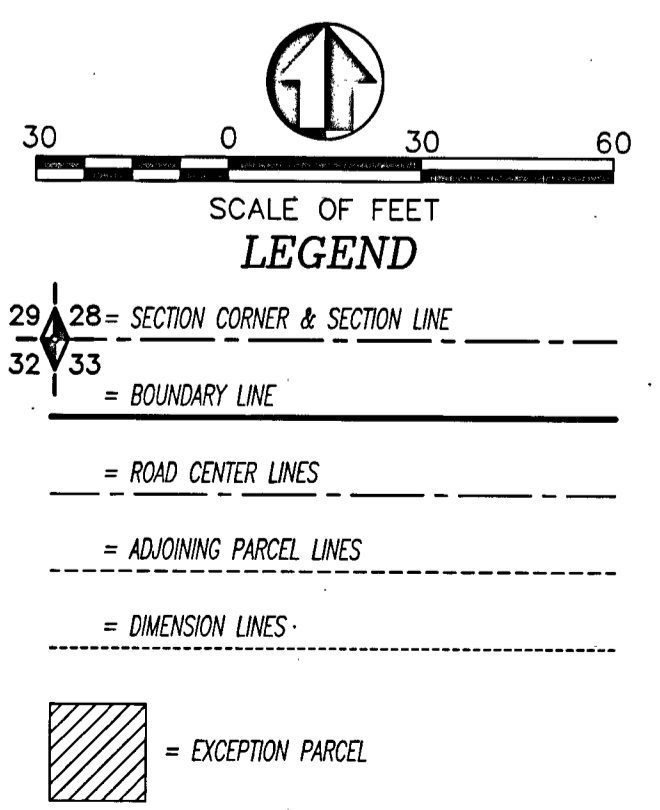 30 0 30 60
SCALE OF FEET
LEGEND
29 28 = SECTION CORNER & SECTION LINE
32 33
= BOUNDARY LINE
= ROAD CENTER LINES
= ADJOINING PARCEL LINES
= DIMENSION LINES
= EXCEPTION PARCEL